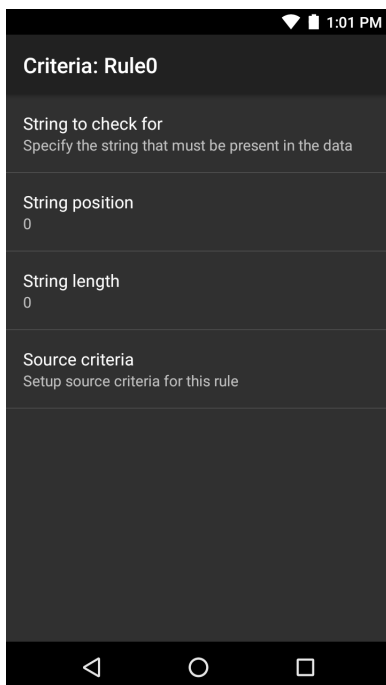 1:01 PM
Criteria: Rule0
String to check for
Specify the string that must be present in the data
String position
0
String length
0
Source criteria
Setup source criteria for this rule